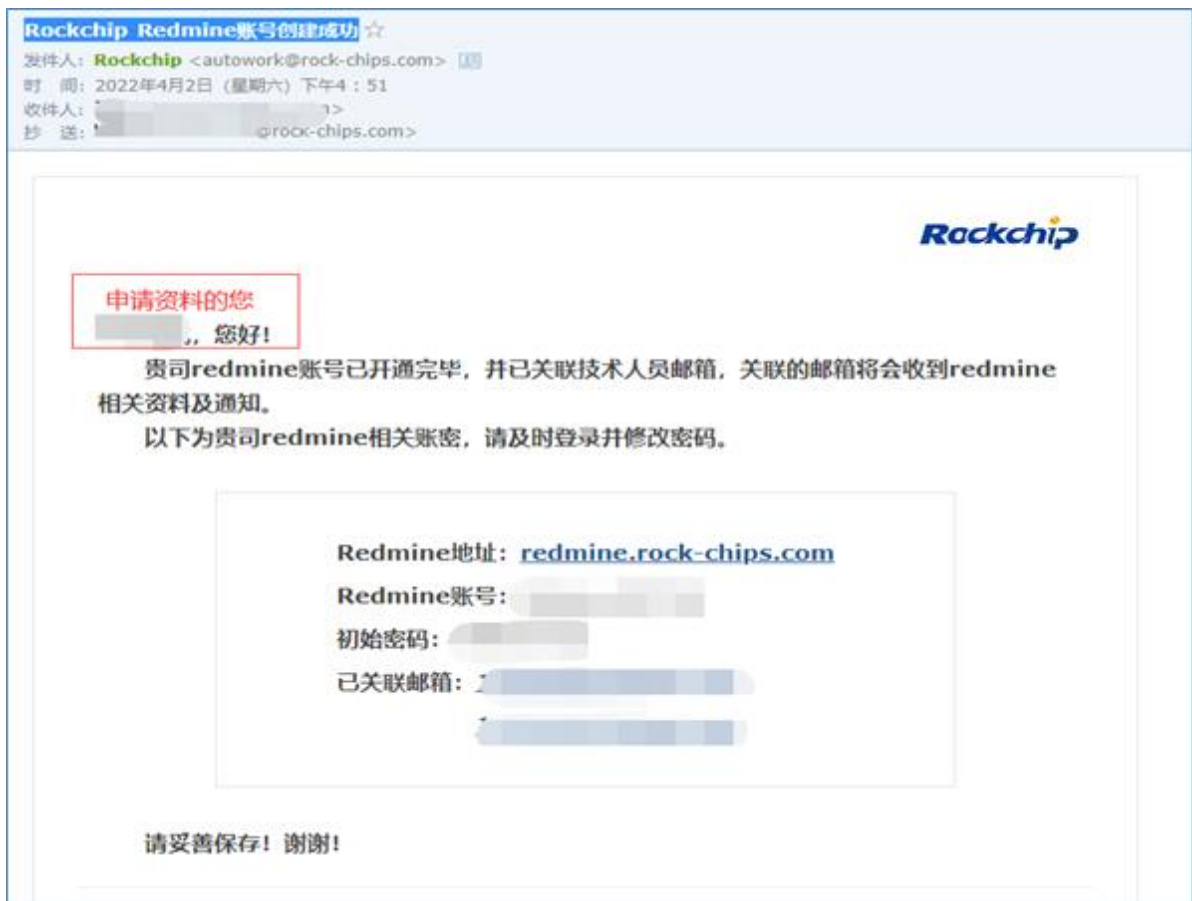 Rockchip Redmine账号创建成功 ☆
发件人: Rockchip <autowork@rock-chips.com>
时 间: 2022年4月2日 (星期六) 下午4:51
收件人: >
抄 送: @rock-chips.com>
Rockchip
申请资料的您
,, 您好!
贵司redmine账号已开通完毕，并已关联技术人员邮箱，关联的邮箱将会收到redmine
相关资料及通知。
以下为贵司redmine相关账密，请及时登录并修改密码。
Redmine地址：redmine.rock-chips.com
Redmine账号：
初始密码：
已关联邮箱：
请妥善保存！谢谢！